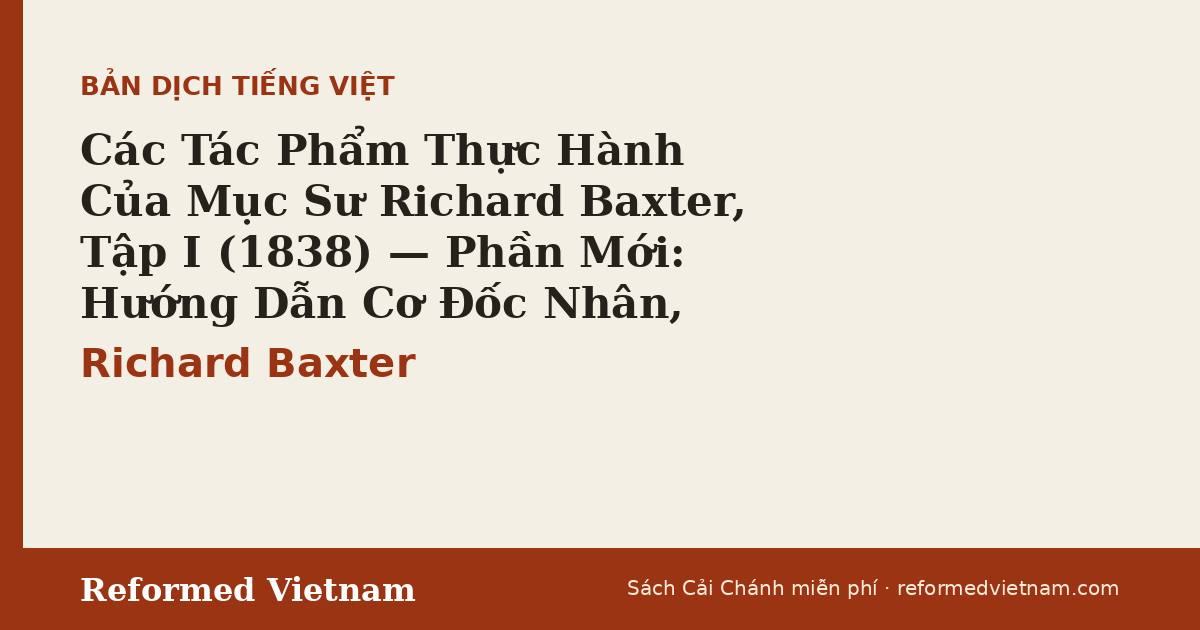 BẢN DỊCH TIẾNG VIỆT
Các Tác Phẩm Thực Hành
Của Mục Sư Richard Baxter,
Tập I (1838) — Phần Mới:
Hướng Dẫn Cơ Đốc Nhân,
Richard Baxter
Reformed Vietnam
Sách Cải Chánh miễn phí · reformedvietnam.com